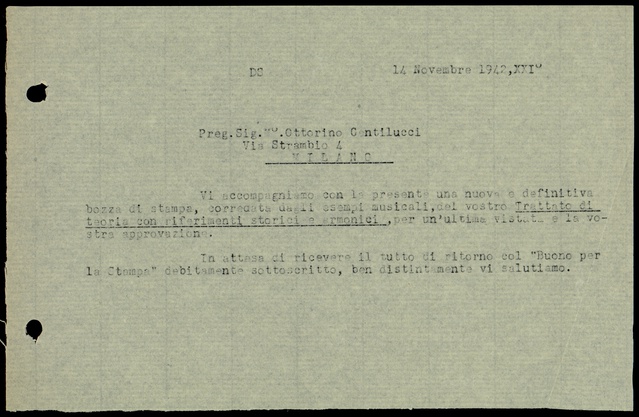 DS 14 Novembre 1942,XXI°
Preg.Sig.M°.Ottorino Gentilucci
Via Strambio 4
MILANO
Vi accompagniamo con la presente una nuova e definitiva
bozza di stampa, corredata dagli esempi musicali,del vostro Trattato di
teoria con riferimenti storici e armonici ,per un'ultima vistata e la vo-
stra approvazione.
In attesa di ricevere il tutto di ritorno col "Buono per
la Stampa" debitamente sottoscritto, ben distintamente vi salutiamo.